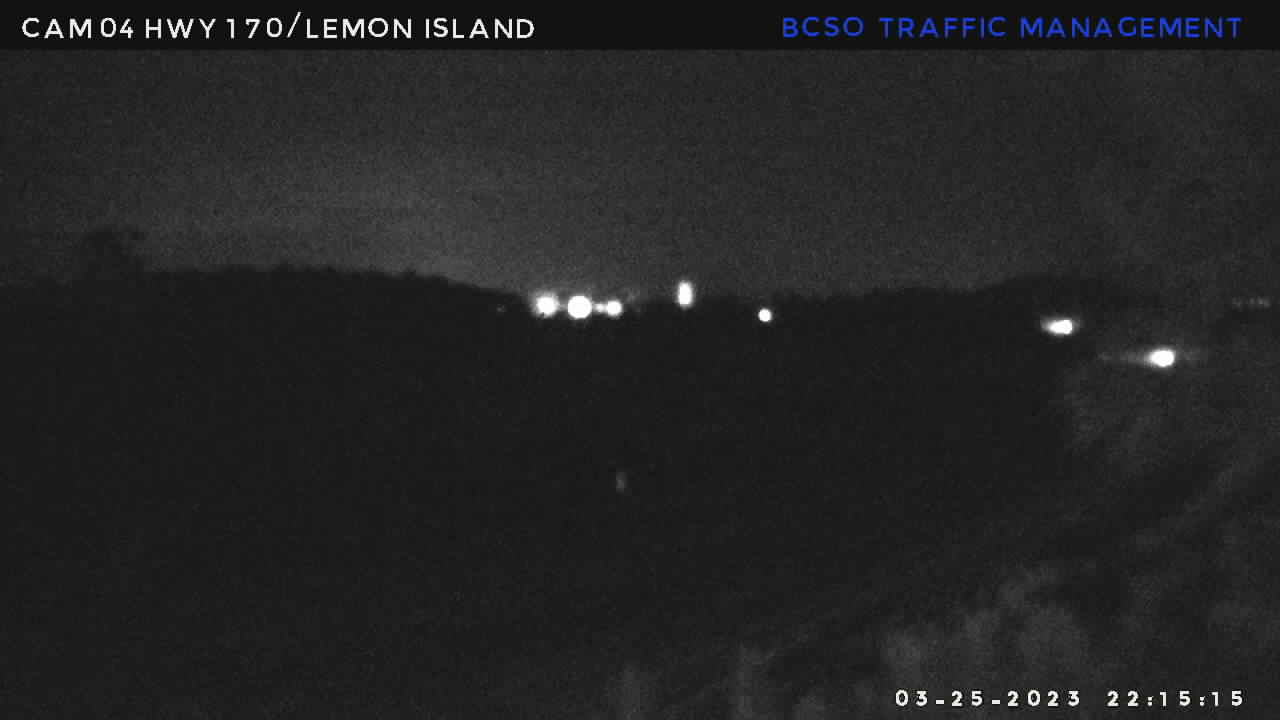 CAM 04 HWY 170/LEMON ISLAND
BCSO TRAFFIC MANAGEMENT
03-25-2023 22:15:15